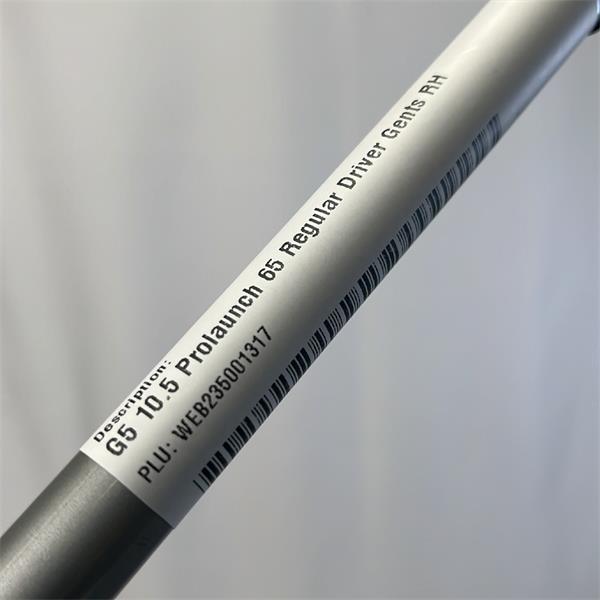 Description:
G5 10.5 Prolaunch 65 Regular Driver Gents RH
PLU: WEB235001317